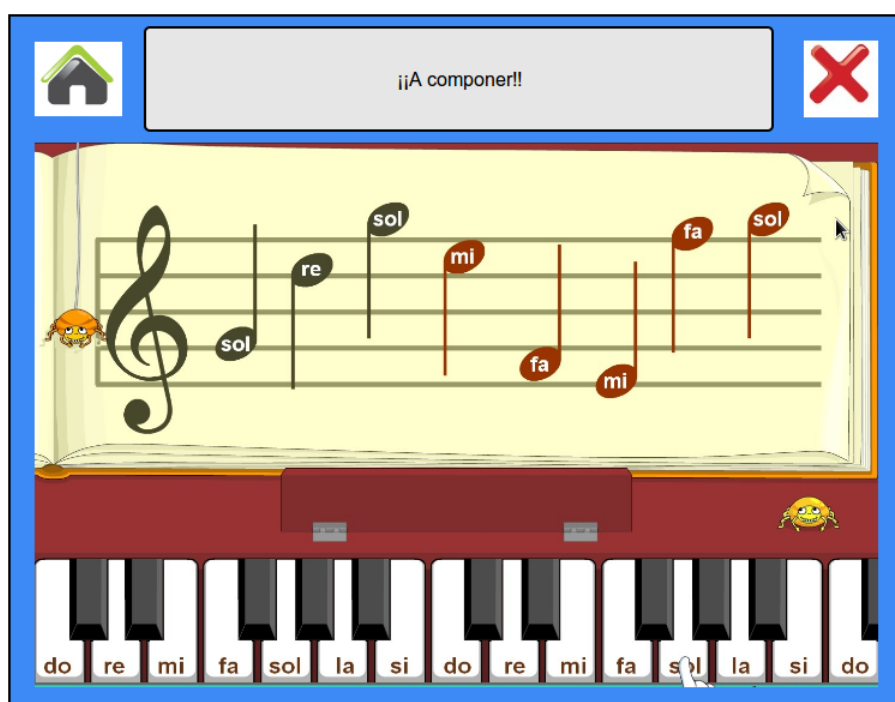 ¡¡A componer!!
sol re sol mi fa mi fa sol
do re mi fa sol la si do re mi fa sol la si do